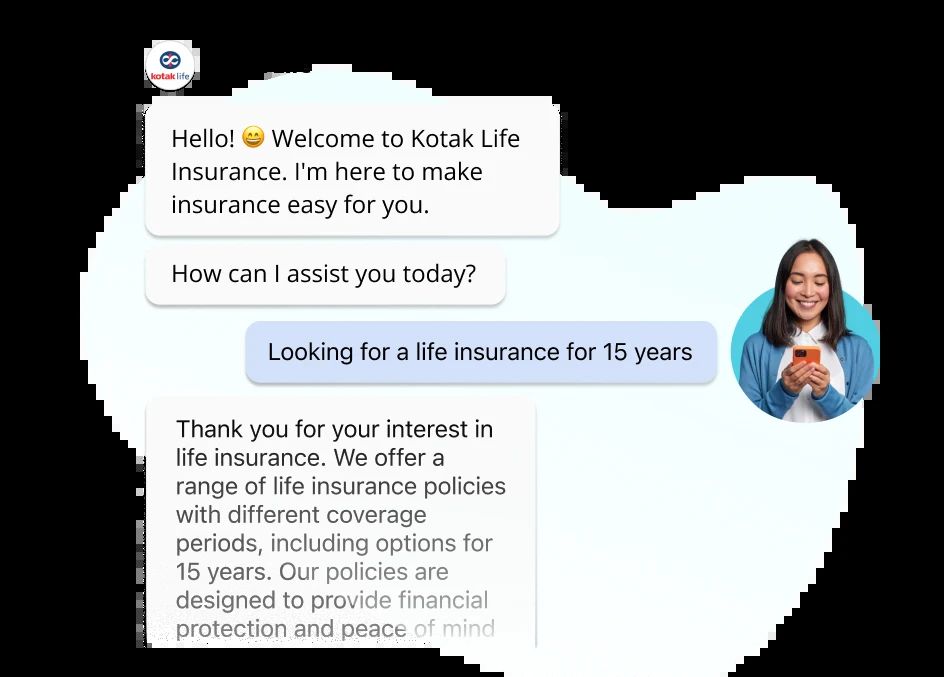 kotak life
Hello! 😄 Welcome to Kotak Life
Insurance. I'm here to make
insurance easy for you.
How can I assist you today?
Looking for a life insurance for 15 years
Thank you for your interest in
life insurance. We offer a
range of life insurance policies
with different coverage
periods, including options for
15 years. Our policies are
designed to provide financial
protection and peace of mind